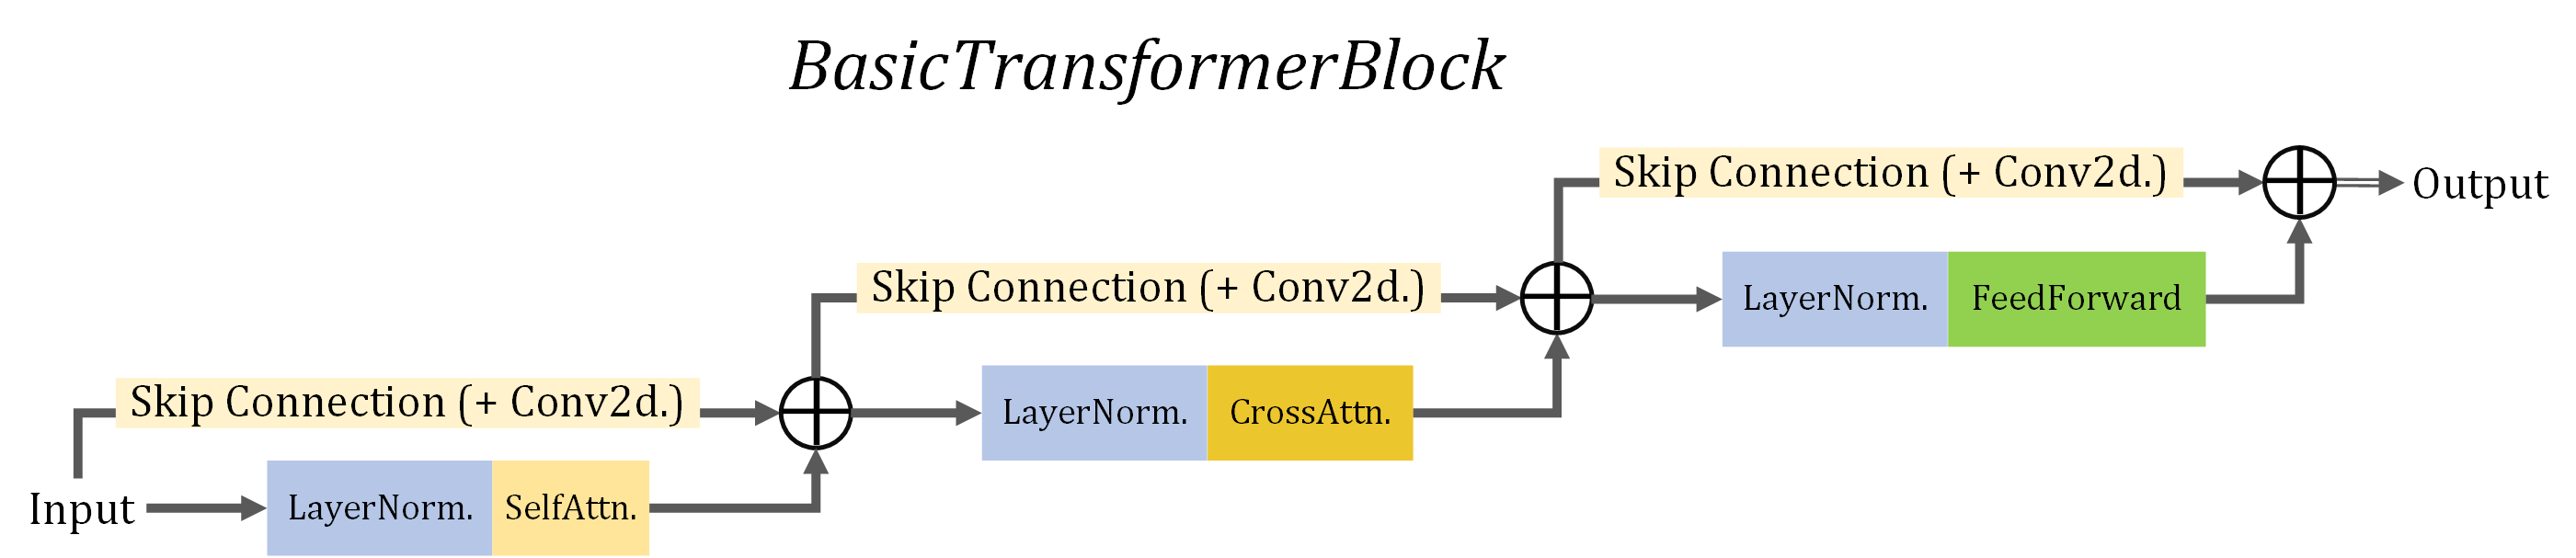 BasicTransformerBlock
Skip Connection (+ Conv2d.)
Output
Skip Connection (+ Conv2d.)
LayerNorm. FeedForward
Skip Connection (+ Conv2d.)
LayerNorm. CrossAttn.
Input
LayerNorm. SelfAttn.